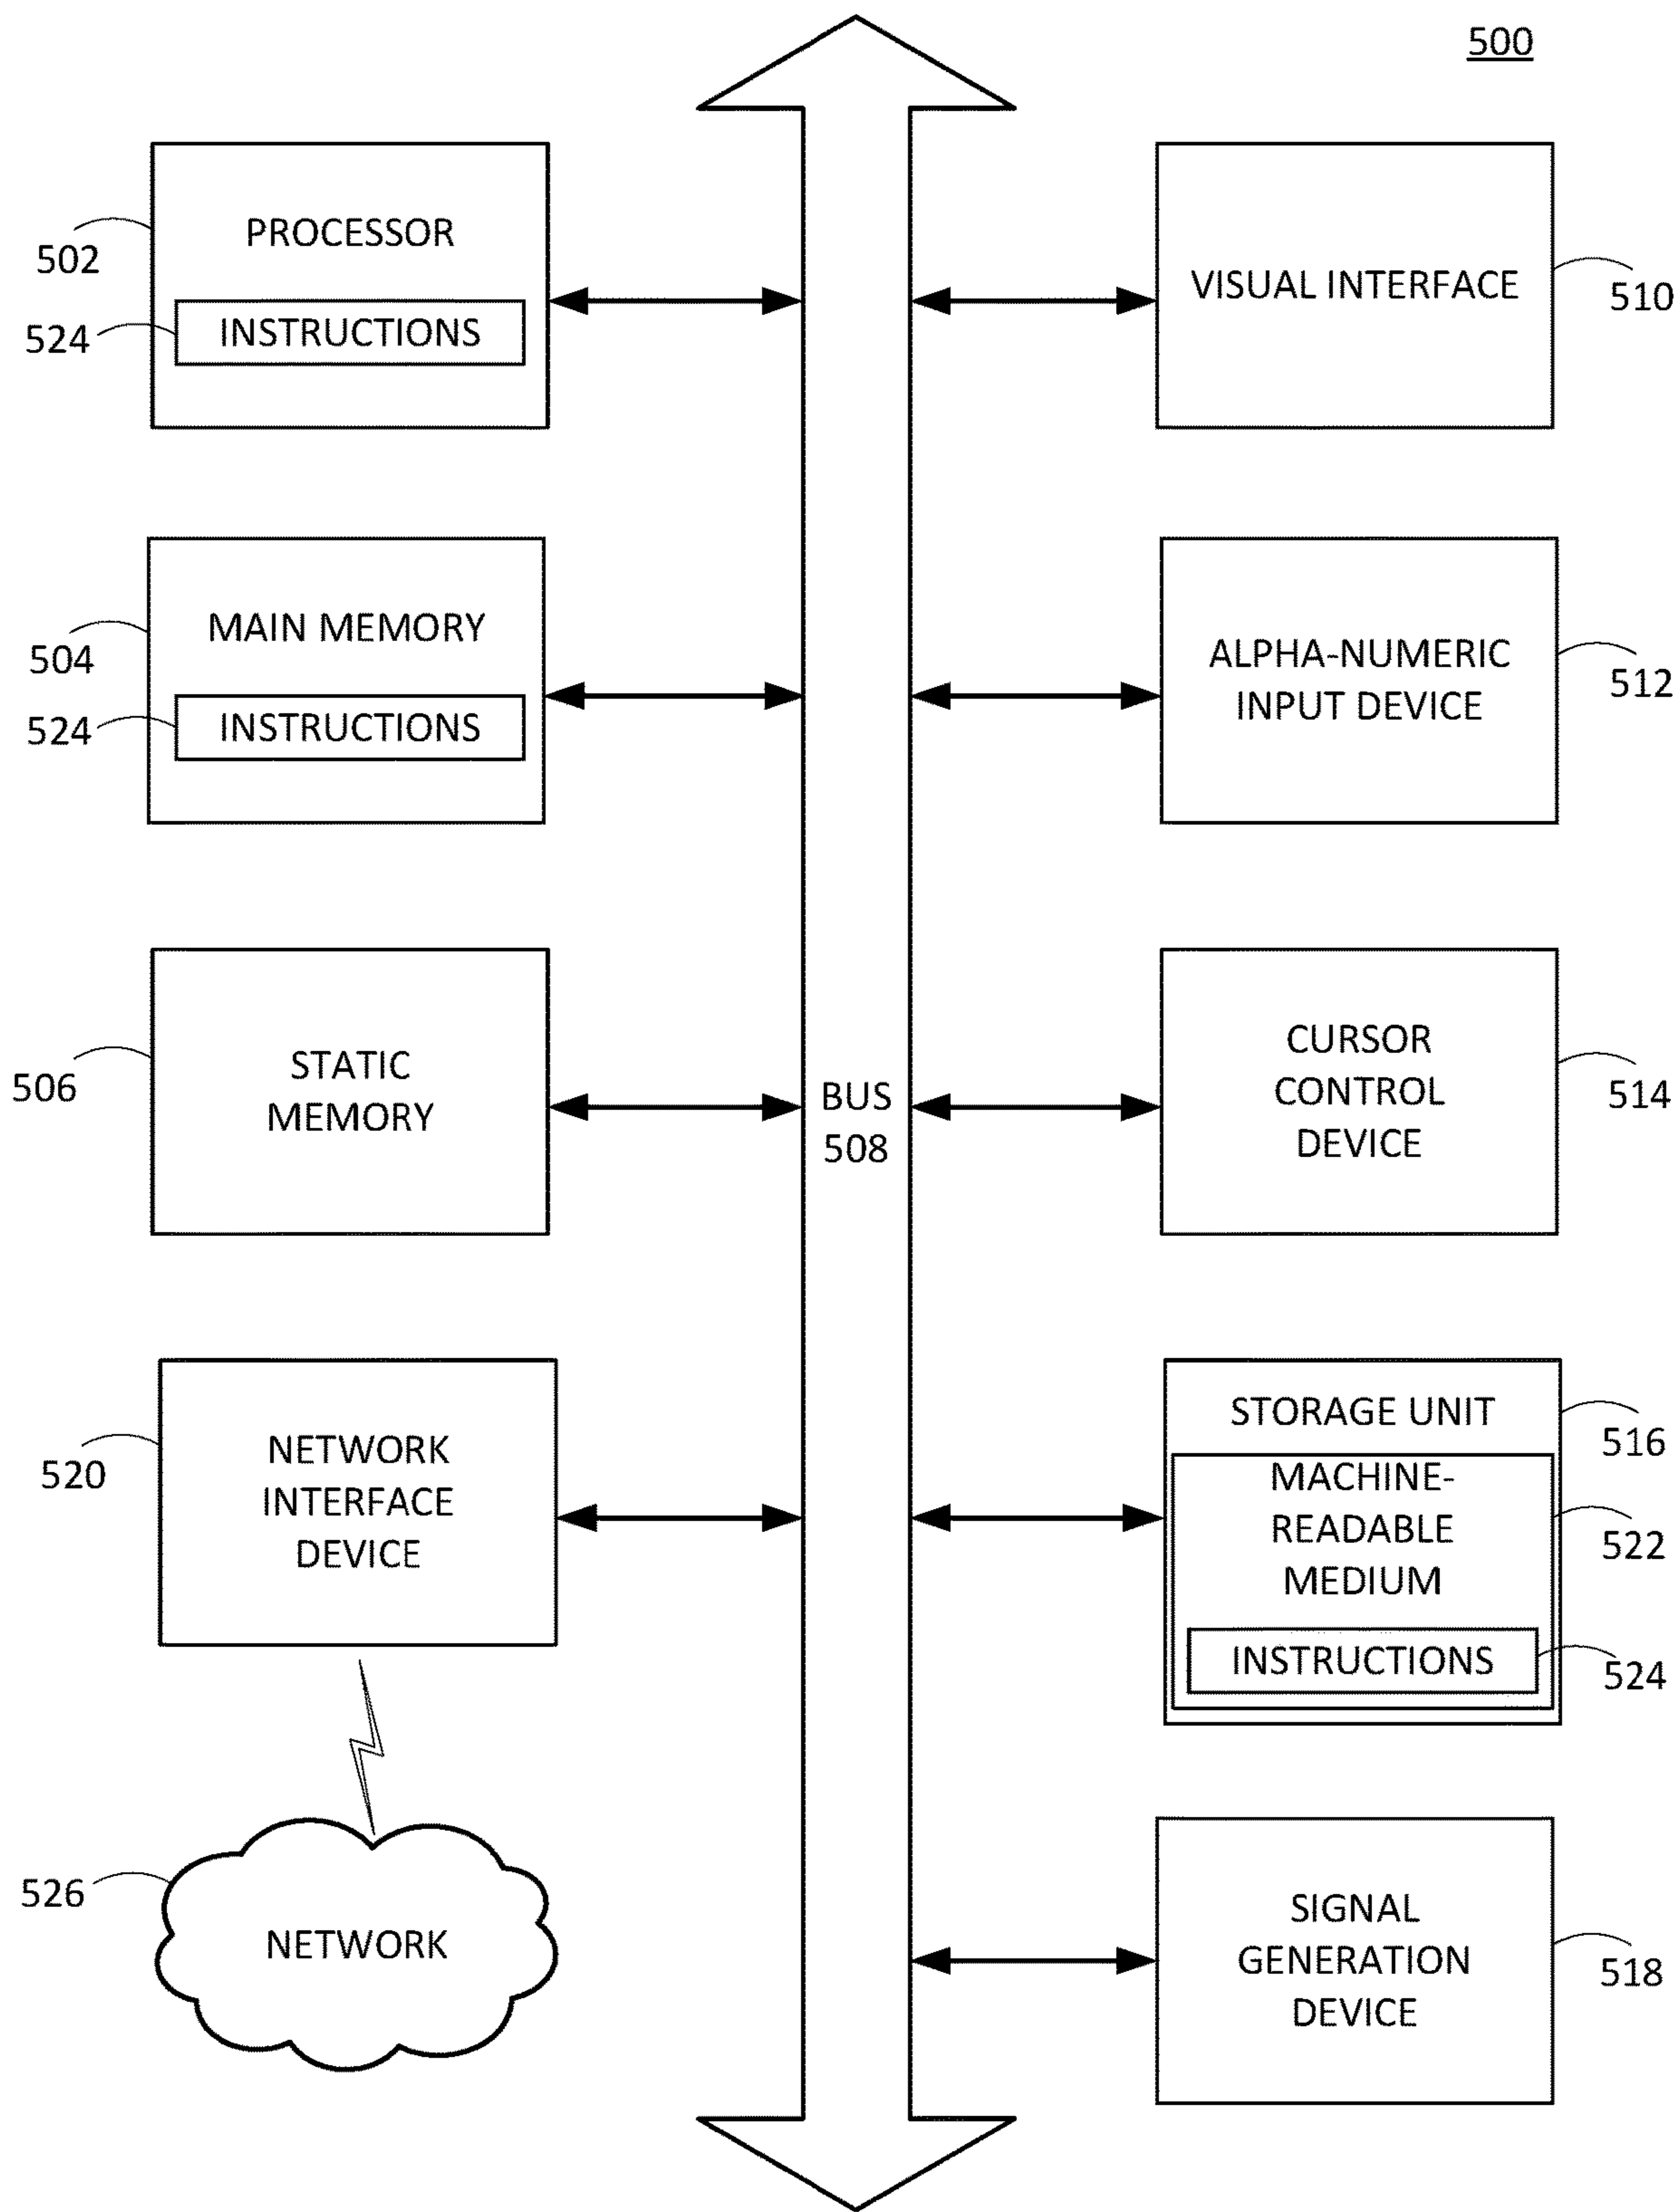 500
PROCESSOR
502
INSTRUCTIONS
524
VISUAL INTERFACE
510
MAIN MEMORY
504
INSTRUCTIONS
524
ALPHA-NUMERIC
INPUT DEVICE
512
STATIC
MEMORY
506
BUS
508
CURSOR
CONTROL
DEVICE
514
NETWORK
INTERFACE
DEVICE
520
STORAGE UNIT
516
MACHINE-
READABLE
MEDIUM
522
INSTRUCTIONS
524
526
NETWORK
SIGNAL
GENERATION
DEVICE
518